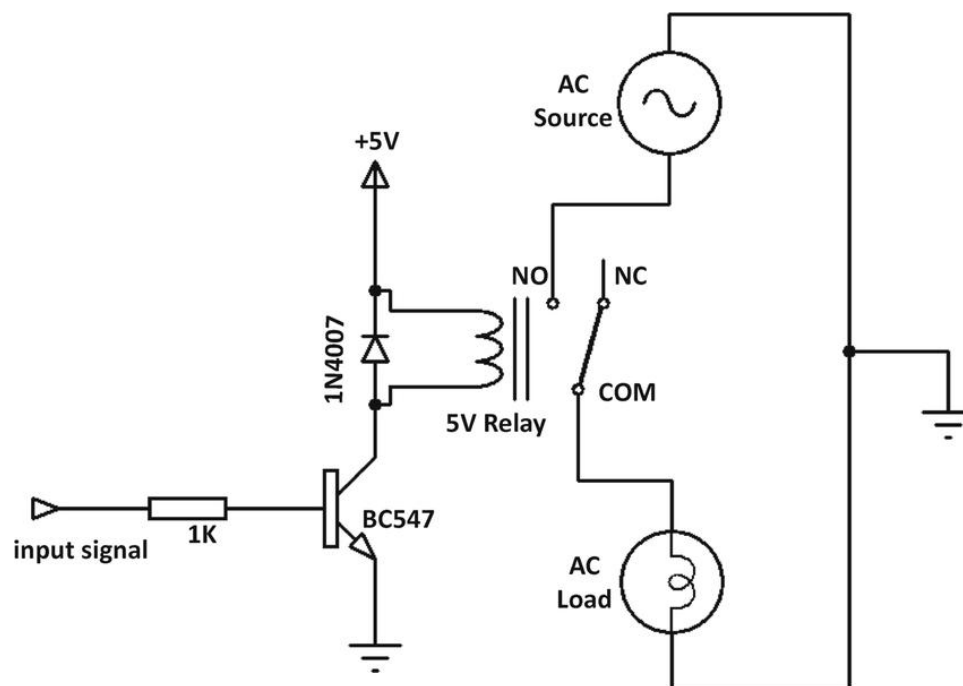 AC
Source
+5V
NO
NC
1N4007
COM
5V Relay
BC547
1K
input signal
AC
Load